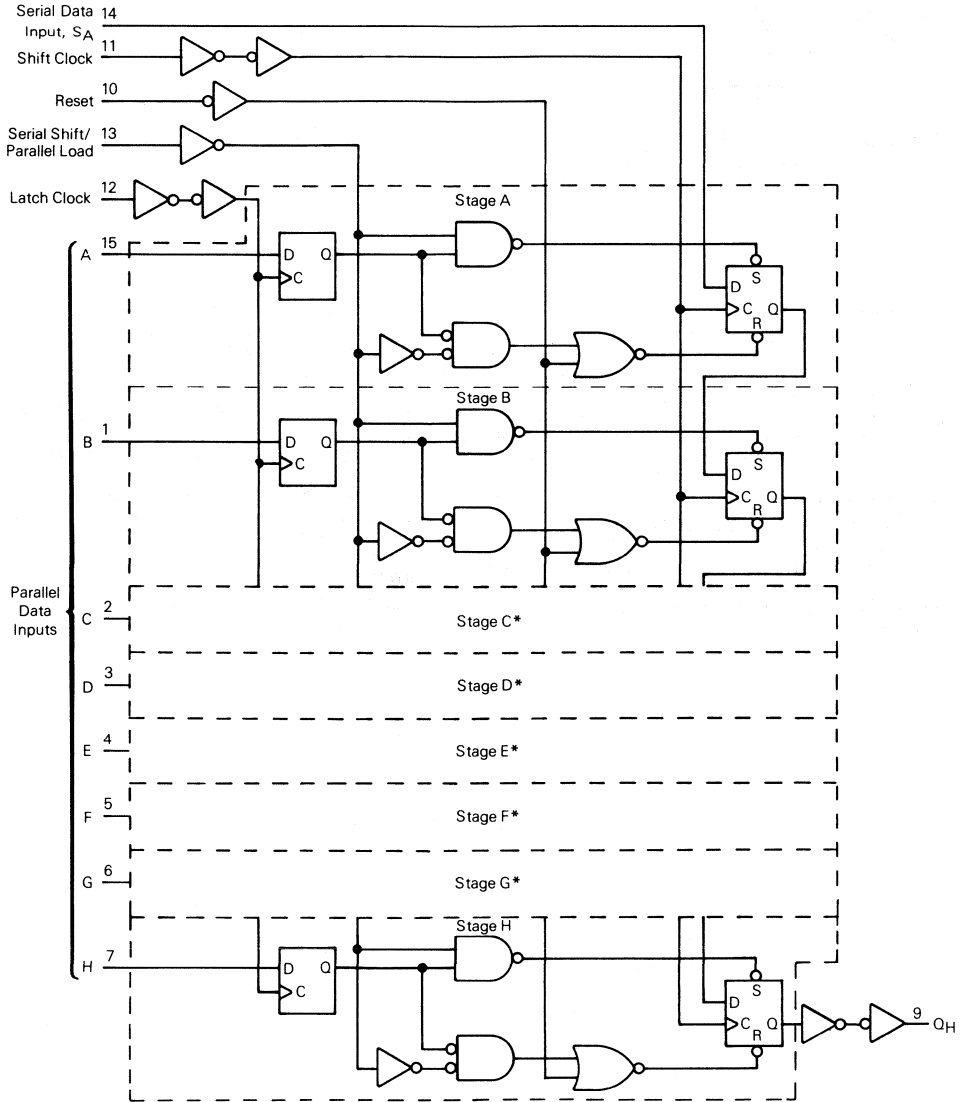 Serial Data 14
Input, SA
Shift Clock 11
Reset 10
Serial Shift/ 13
Parallel Load
Latch Clock 12
Stage A
A 15
D Q
C
S
D
C Q
R
Stage B
B 1
D Q
C
S
D
C Q
R
Parallel
Data
Inputs
C 2
Stage C*
D 3
Stage D*
E 4
Stage E*
F 5
Stage F*
G 6
Stage G*
Stage H
H 7
D Q
C
S
D
C Q
R
9
QH